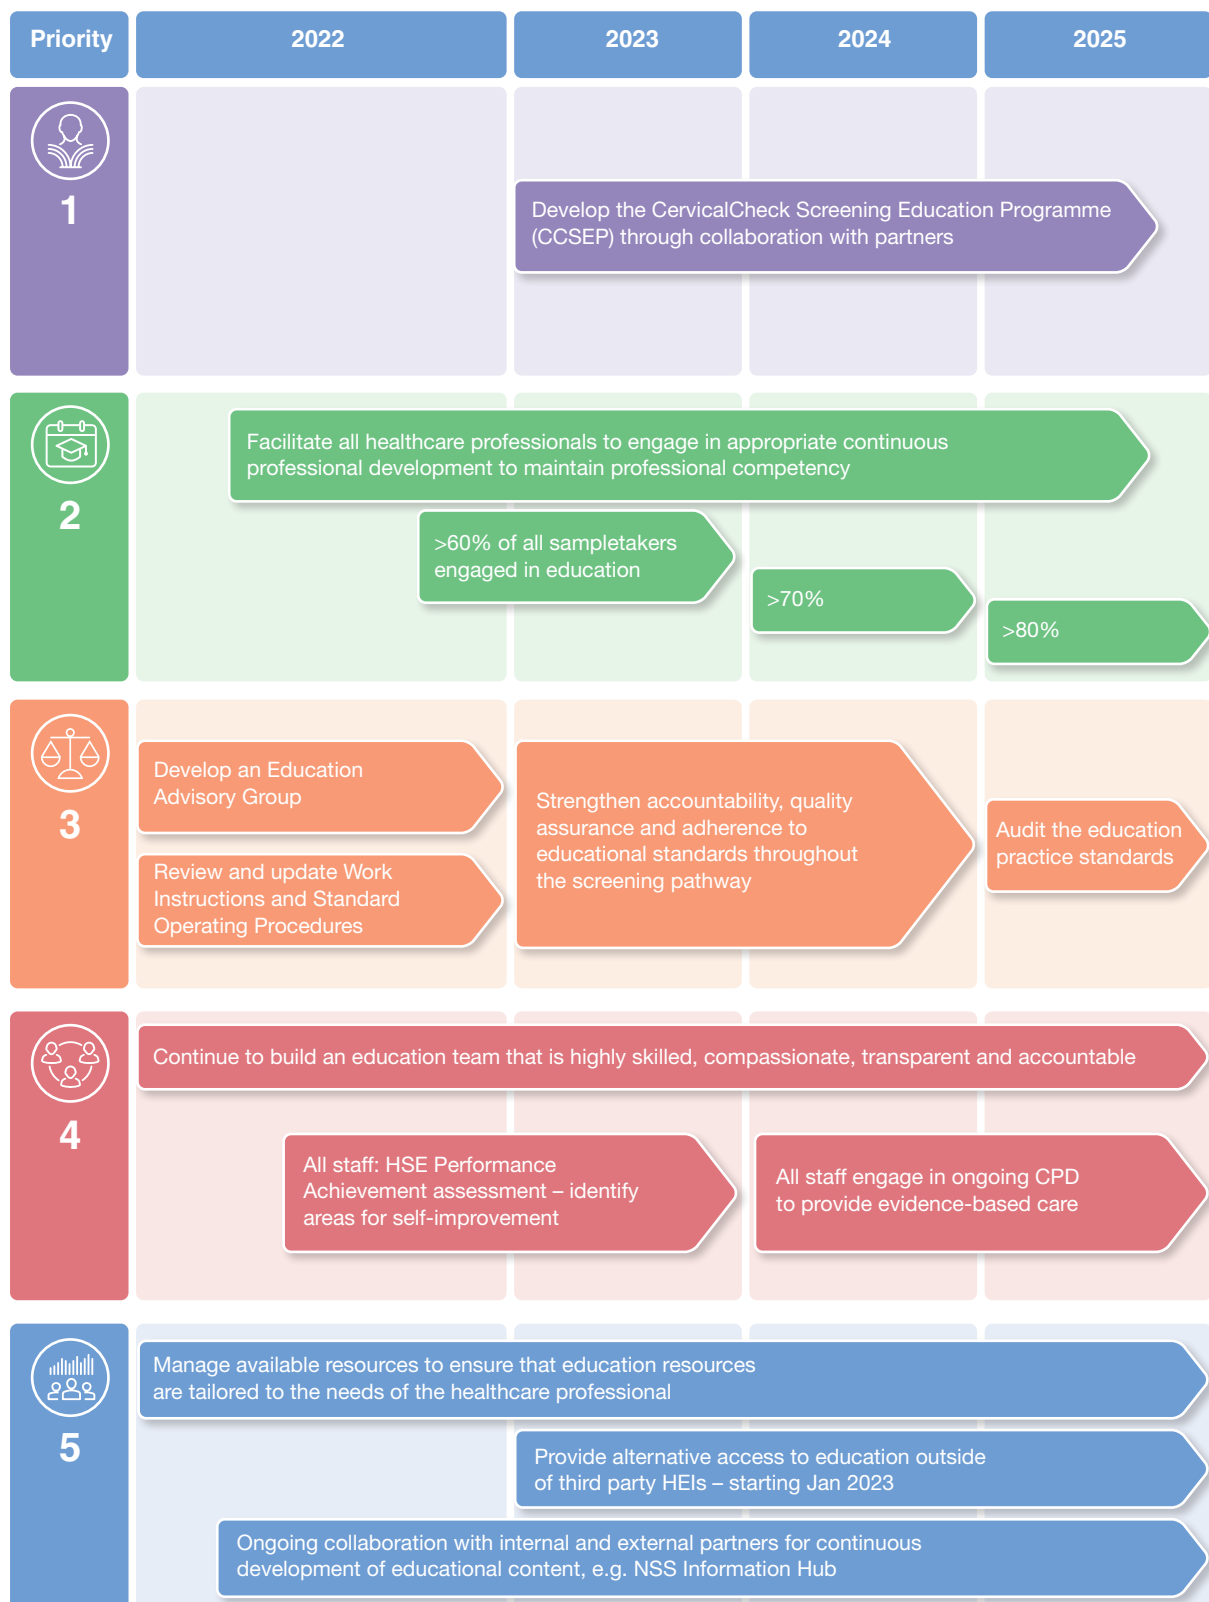 Priority
2022
2023
2024
2025
1
Develop the CervicalCheck Screening Education Programme
(CCSEP) through collaboration with partners
2
Facilitate all healthcare professionals to engage in appropriate continuous
professional development to maintain professional competency
>60% of all sampletakers
engaged in education
>70%
>80%
3
Develop an Education
Advisory Group
Review and update Work
Instructions and Standard
Operating Procedures
Strengthen accountability, quality
assurance and adherence to
educational standards throughout
the screening pathway
Audit the education
practice standards
4
Continue to build an education team that is highly skilled, compassionate, transparent and accountable
All staff: HSE Performance
Achievement assessment – identify
areas for self-improvement
All staff engage in ongoing CPD
to provide evidence-based care
5
Manage available resources to ensure that education resources
are tailored to the needs of the healthcare professional
Provide alternative access to education outside
of third party HEIs – starting Jan 2023
Ongoing collaboration with internal and external partners for continuous
development of educational content, e.g. NSS Information Hub